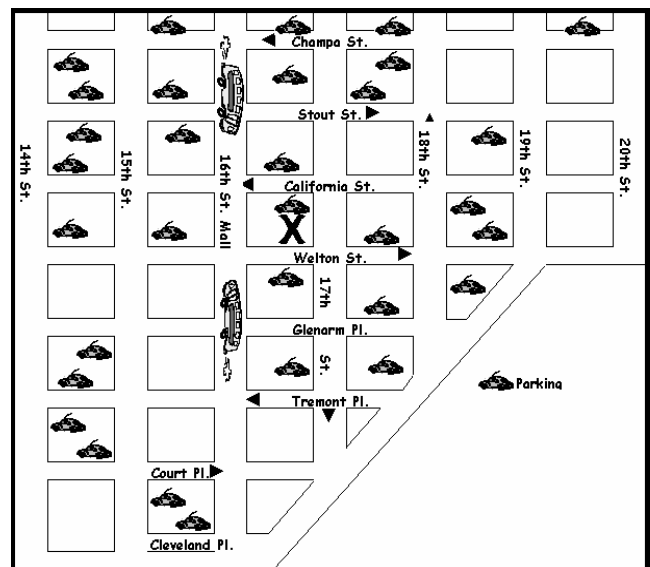 Champa St.
Stout St.
14th St.
15th St.
16th St. Mall
18th St.
19th St.
20th St.
California St.
X
Welton St.
17th St.
Glenarm Pl.
Parking
Tremont Pl.
Court Pl.
Cleveland Pl.